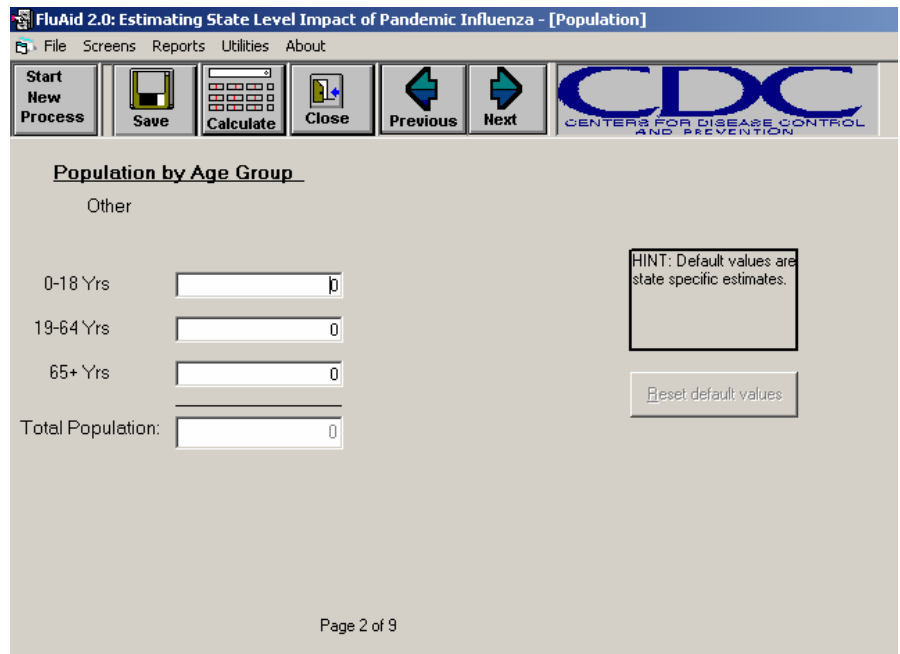 FluAid 2.0: Estimating State Level Impact of Pandemic Influenza - [Population]
File Screens Reports Utilities About
Start
New
Process
Save
Calculate
Close
Previous
Next
CDC
CENTERS FOR DISEASE CONTROL
AND PREVENTION
Population by Age Group
Other
HINT: Default values are
state specific estimates.
0-18 Yrs 0
19-64 Yrs 0
65+ Yrs 0
Reset default values
Total Population: 0
Page 2 of 9